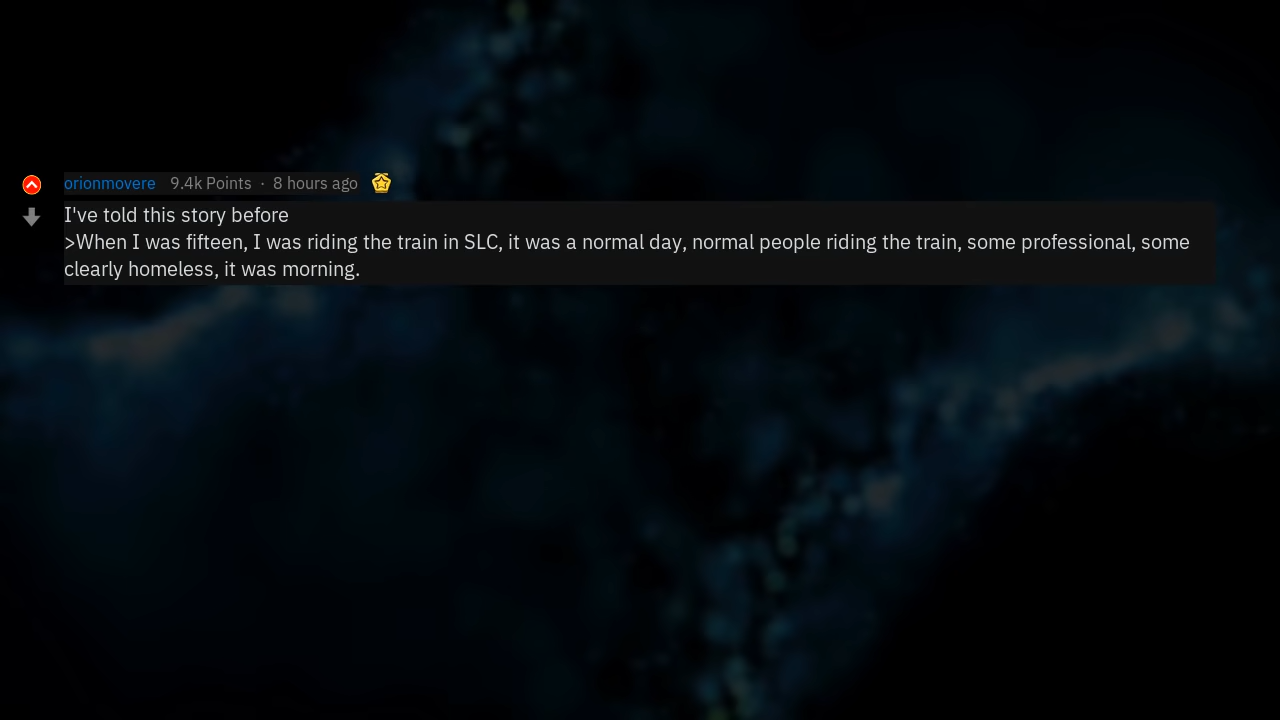 orionmovere 9.4k Points · 8 hours ago
I've told this story before
>When I was fifteen, I was riding the train in SLC, it was a normal day, normal people riding the train, some professional, some
clearly homeless, it was morning.